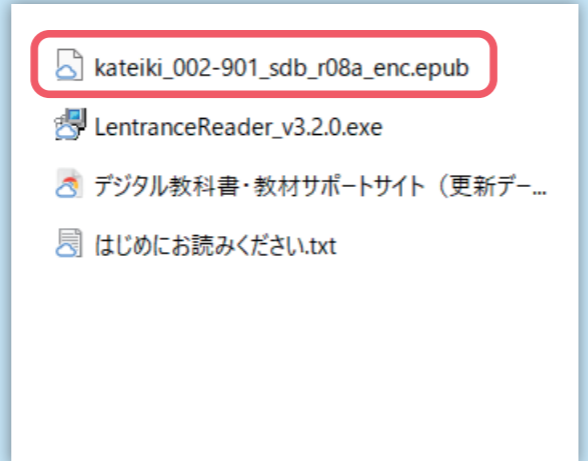 kateiki_002-901_sdb_r08a_enc.epub
LentranceReader_v3.2.0.exe
デジタル教科書・教材サポートサイト（更新デー...
はじめにお読みください.txt